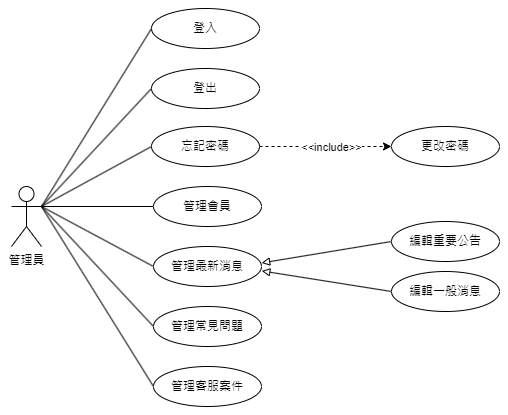 登入
登出
忘記密碼
<<include>>
更改密碼
管理會員
管理員
管理最新消息
編輯重要公告
編輯一般消息
管理常見問題
管理客服案件